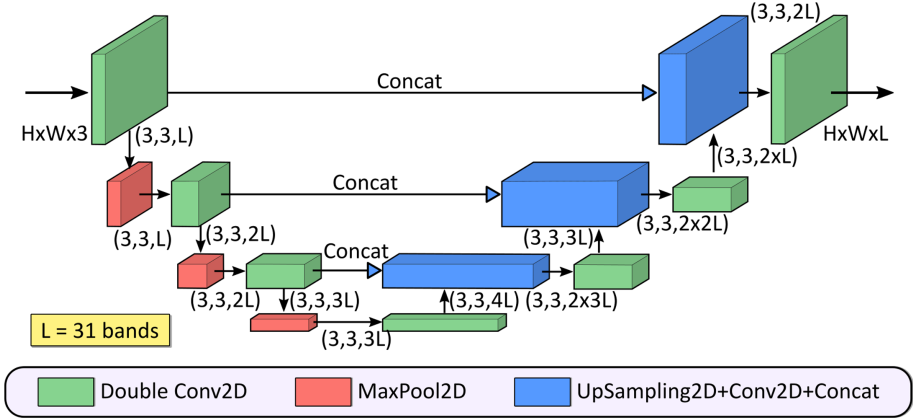 (3,3,2L)
Concat
HxWx3
(3,3,L)
HxWxL
(3,3,2xL)
Concat
(3,3,L)
(3,3,2L)
(3,3,3L)
(3,3,2x2L)
Concat
(3,3,2L)
(3,3,3L)
(3,3,4L)
(3,3,2x3L)
L = 31 bands
(3,3,3L)
Double Conv2D
MaxPool2D
UpSampling2D+Conv2D+Concat